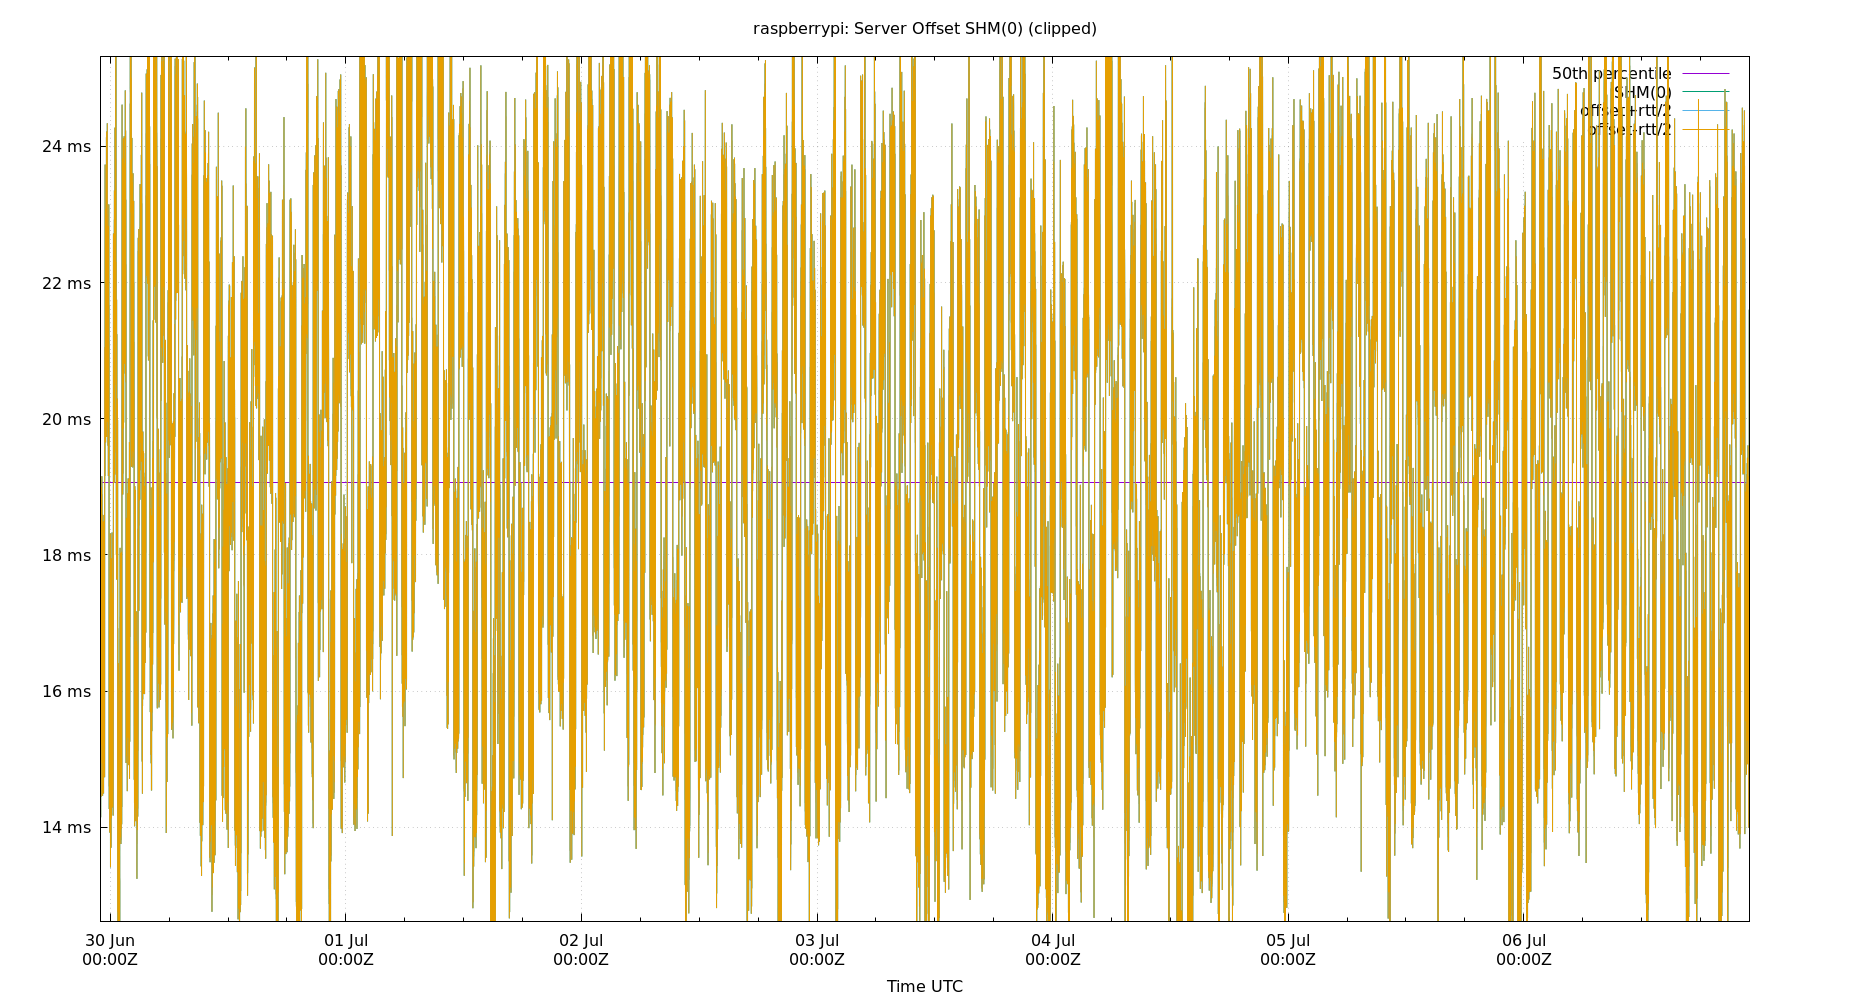 raspberrypi: Server Offset SHM(0) (clipped)
50th percentile
SHM(0)
offset+rtt/2
offset-rtt/2
24 ms
22 ms
20 ms
18 ms
16 ms
14 ms
30 Jun
00:00Z
01 Jul
00:00Z
02 Jul
00:00Z
03 Jul
00:00Z
04 Jul
00:00Z
05 Jul
00:00Z
06 Jul
00:00Z
Time UTC